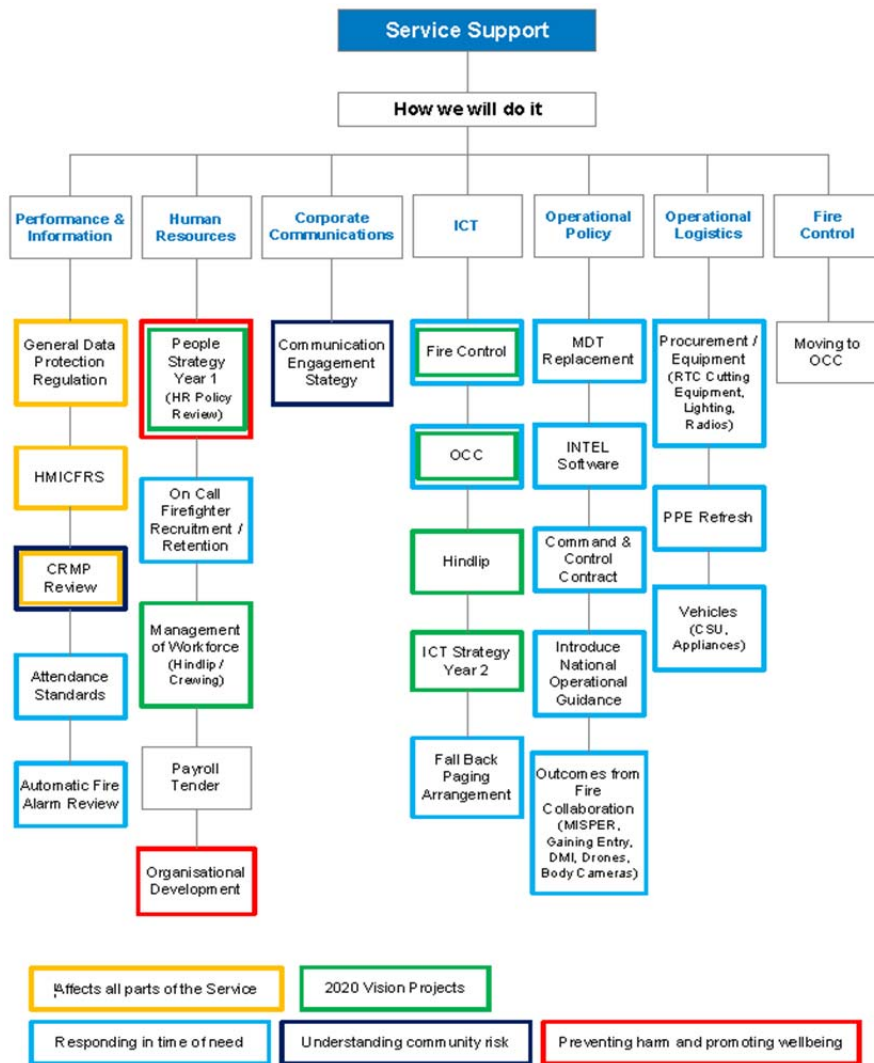 Service Support
How we will do it
Performance &
Information
Human
Resources
Corporate
Communications
ICT
Operational
Policy
Operational
Logistics
Fire
Control
General Data
Protection
Regulation
HMICFRS
CRMP
Review
Attendance
Standards
Automatic Fire
Alarm Review
People
Strategy
Year 1
(HR Policy
Review)
On Call
Firefighter
Recruitment /
Retention
Management
of Workforce
(Hindlip /
Crewing)
Payroll
Tender
Organisational
Development
Communication
Engagement
Stategy
Fire Control
OCC
Hindlip
ICT Strategy
Year 2
Fall Back
Paging
Arrangement
MDT
Replacement
INTEL
Software
Command &
Control
Contract
Introduce
National
Operational
Guidance
Outcomes from
Fire
Collaboration
(MISPER,
Gaining Entry,
DMI, Drones,
Body Cameras)
Procurement /
Equipment
(RTC Cutting
Equipment,
Lighting,
Radios)
PPE Refresh
Vehicles
(CSU,
Appliances)
Moving to
OCC
Affects all parts of the Service
2020 Vision Projects
Responding in time of need
Understanding community risk
Preventing harm and promoting wellbeing